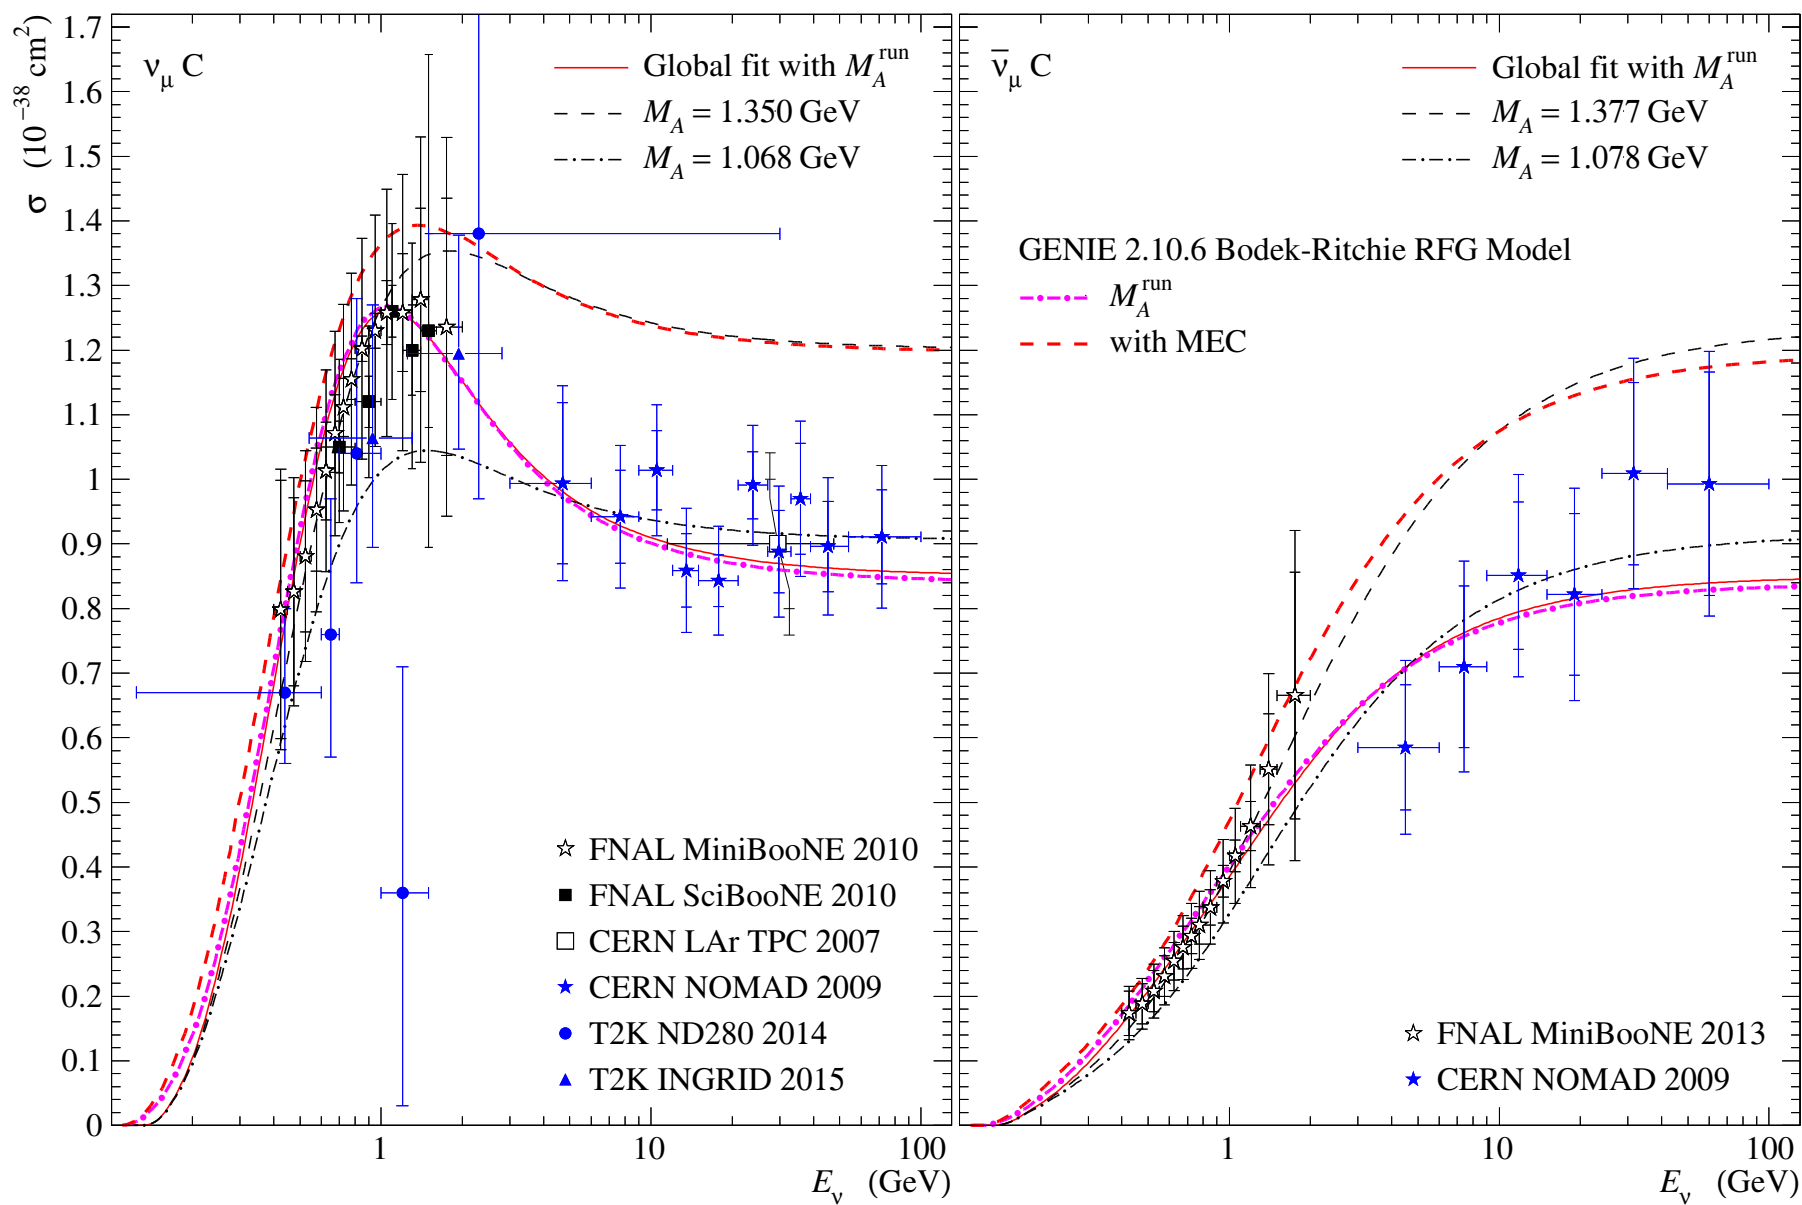 σ (10⁻³⁸ cm²)
1.7
1.6
1.5
1.4
1.3
1.2
1.1
1
0.9
0.8
0.7
0.6
0.5
0.4
0.3
0.2
0.1
0
ν_μ C
Global fit with M_A^run
M_A = 1.350 GeV
M_A = 1.068 GeV
FNAL MiniBooNE 2010
FNAL SciBooNE 2010
CERN LAr TPC 2007
CERN NOMAD 2009
T2K ND280 2014
T2K INGRID 2015
1 10 100
E_ν (GeV)
ν̄_μ C
Global fit with M_A^run
M_A = 1.377 GeV
M_A = 1.078 GeV
GENIE 2.10.6 Bodek-Ritchie RFG Model
M_A^run
with MEC
FNAL MiniBooNE 2013
CERN NOMAD 2009
1 10 100
E_ν (GeV)